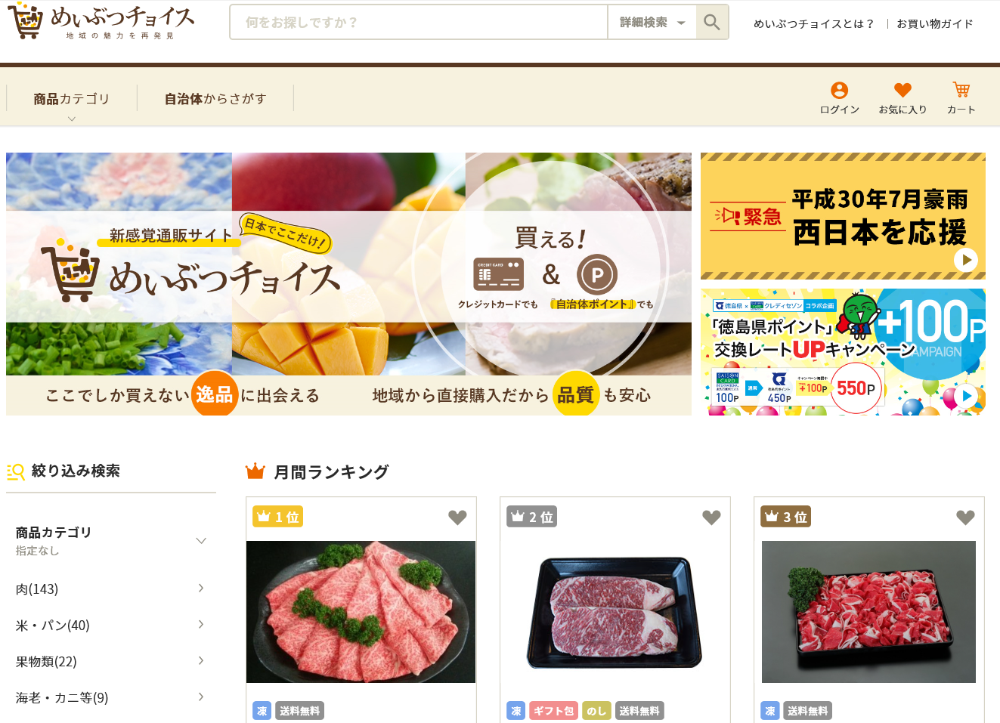 めいぶつチョイス
地域の魅力を再発見
何をお探しですか？
詳細検索
めいぶつチョイスとは？
お買い物ガイド
商品カテゴリ
自治体からさがす
ログイン
お気に入り
カート
新感覚通販サイト
日本でここだけ!
めいぶつチョイス
買える!
CREDIT CARD
&
P
クレジットカードでも
『自治体ポイント』でも
ここでしか買えない逸品に出会える
地域から直接購入だから品質も安心
緊急
平成30年7月豪雨
西日本を応援
徳島県 × SAISON CARD クレディセゾン コラボ企画
「徳島県ポイント」
交換レートUPキャンペーン
+100P
CAMPAIGN
SAISON CARD
INTERNATIONAL
100P
通常
徳島県ポイント
450P
キャンペーン期間中
+100P
550P
絞り込み検索
商品カテゴリ
指定なし
肉(143)
米・パン(40)
果物類(22)
海老・カニ等(9)
月間ランキング
1 位
凍
送料無料
2 位
凍
ギフト包
のし
送料無料
3 位
凍
送料無料